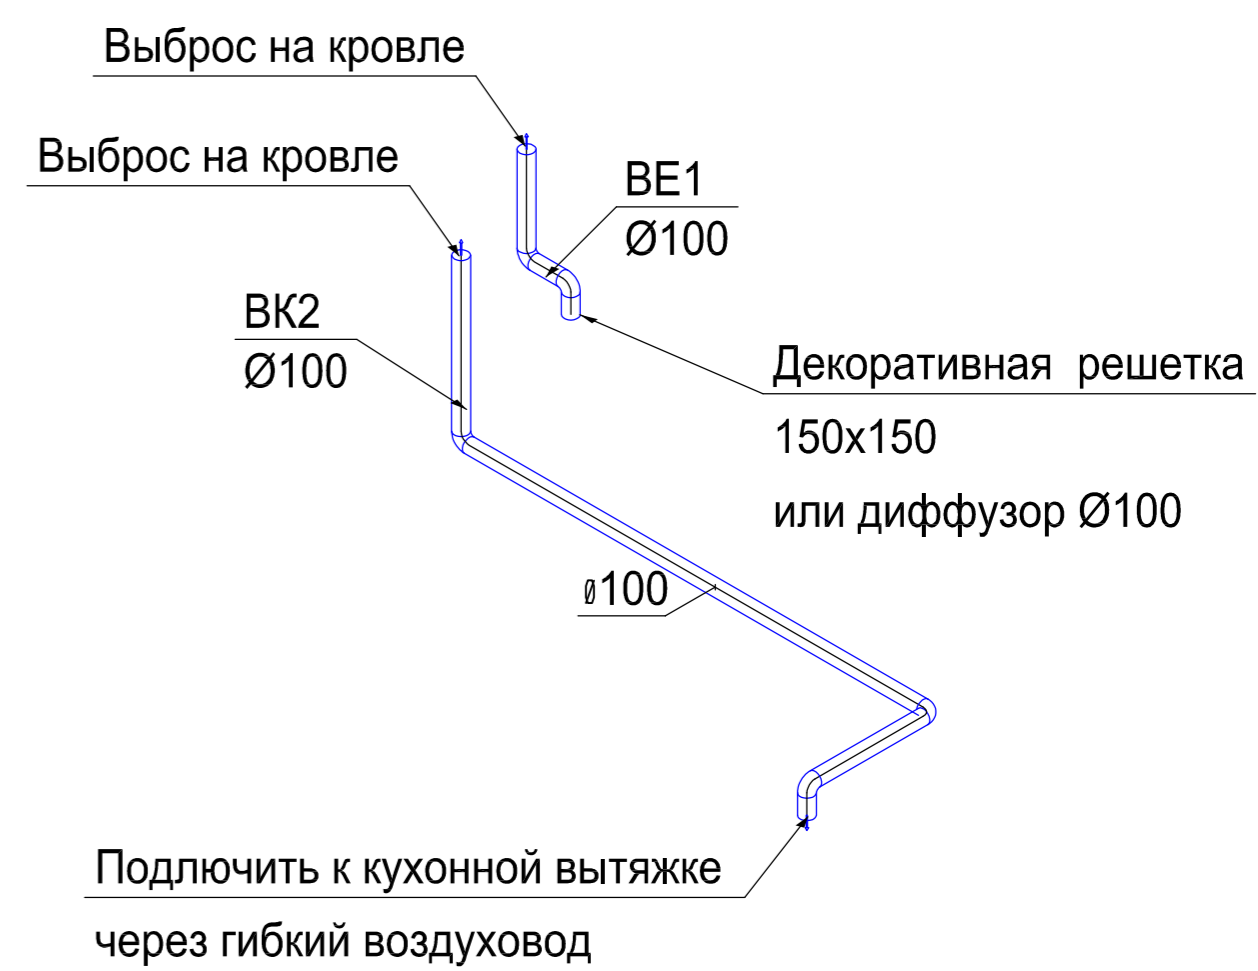 Выброс на кровле
Выброс на кровле
ВЕ1
Ø100
ВК2
Ø100
Декоративная решетка
150х150
или диффузор Ø100
Ø100
Подлючить к кухонной вытяжке
через гибкий воздуховод